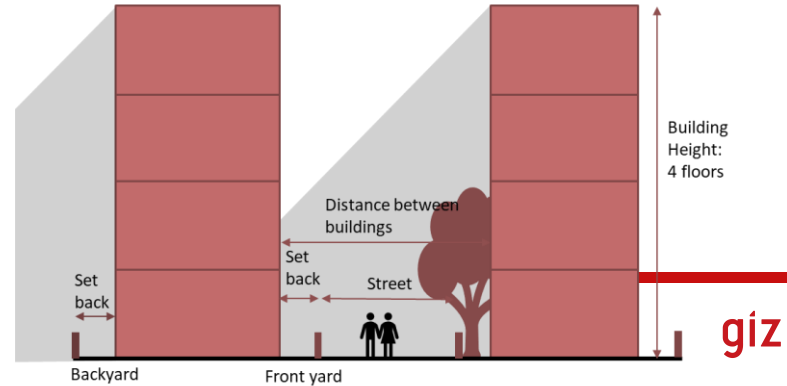 Building
Height:
4 floors
Distance between
buildings
Set
back
Street
Set
back
giz
Backyard
Front yard